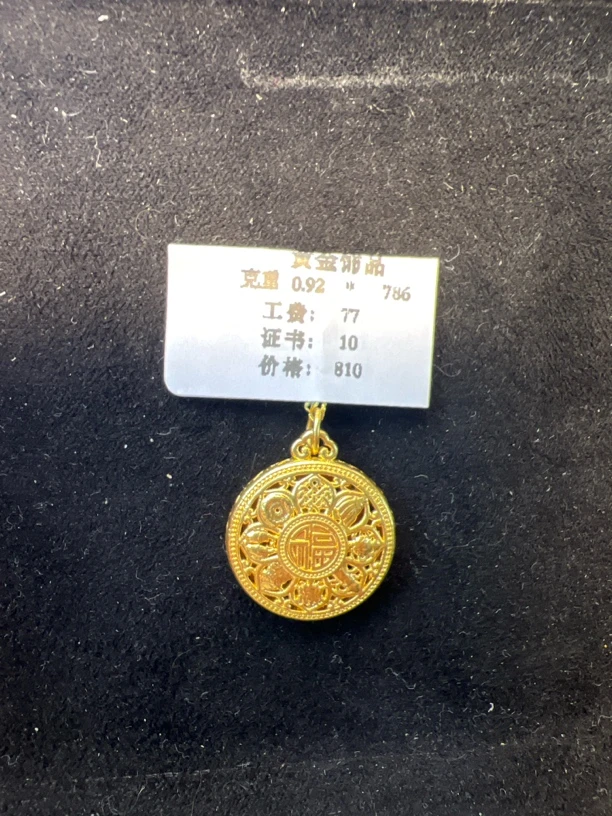 黄金饰品
克重 0.92 * 786
工费: 77
证书: 10
价格: 810
福